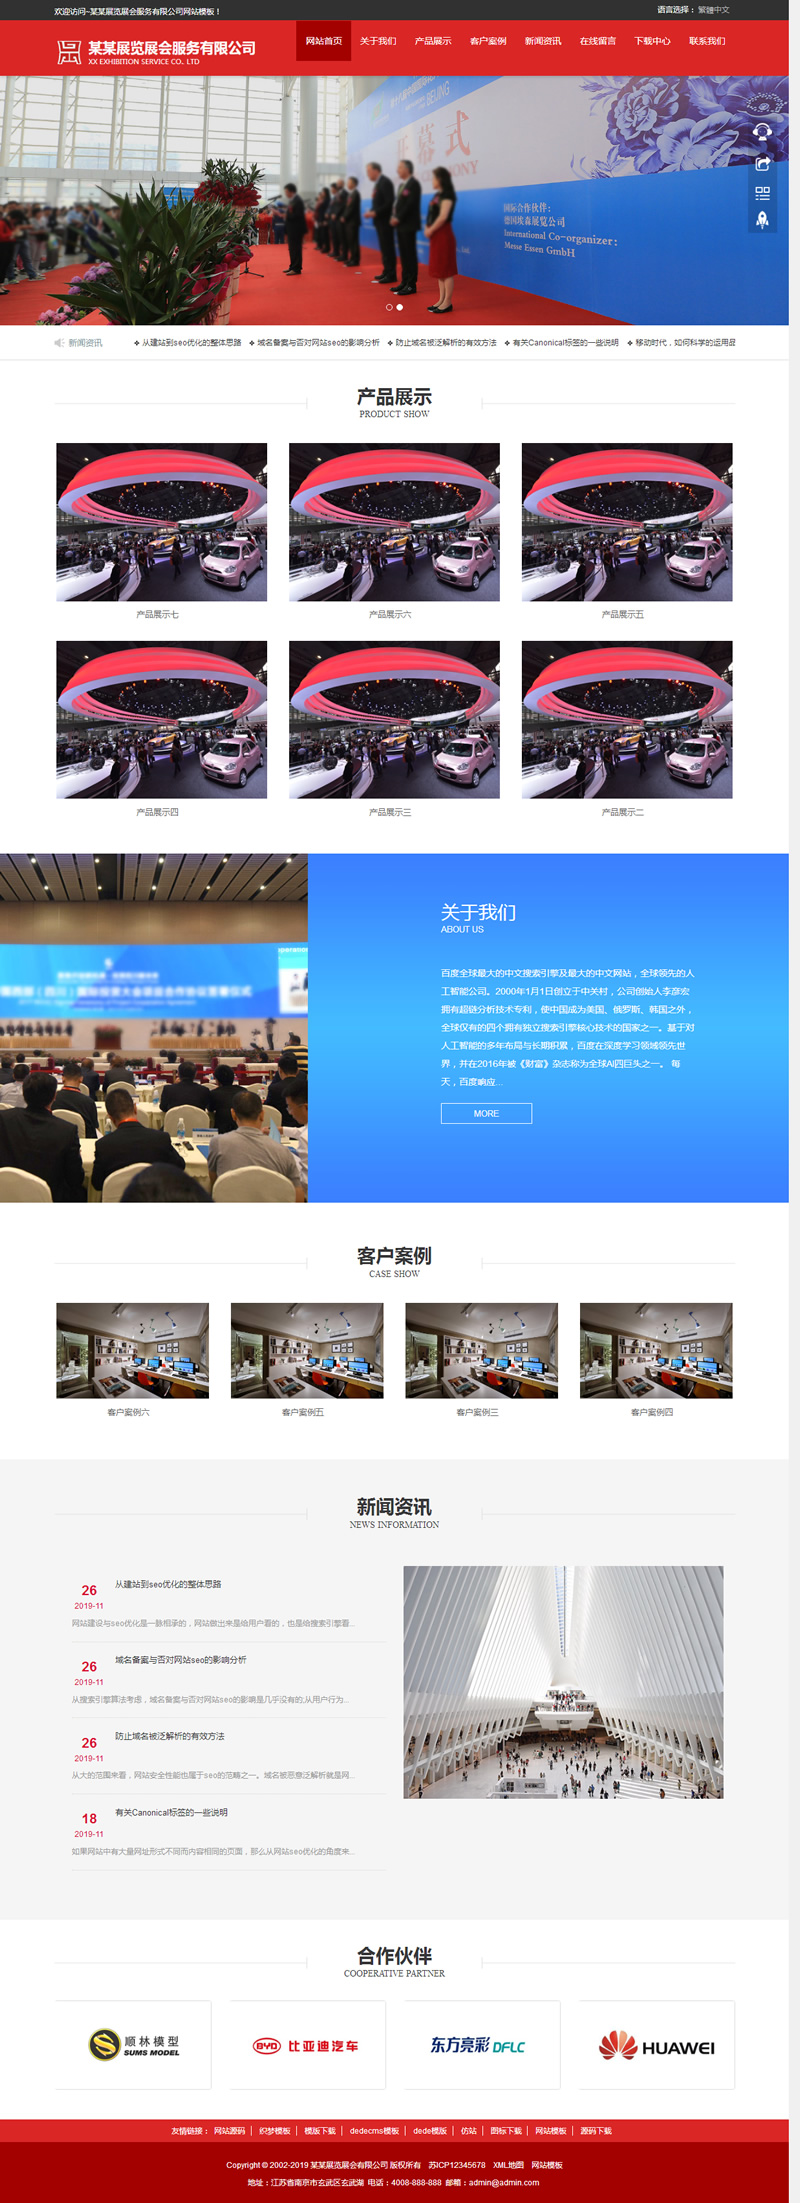 欢迎访问~某某展览展会服务有限公司网站模板！
语言选择： 繁體中文
某某展览展会服务有限公司
XX EXHIBITION SERVICE CO. LTD
网站首页 关于我们 产品展示 客户案例 新闻资讯 在线留言 下载中心 联系我们
BEIJING
开幕式
国际合作伙伴：
德国埃森展览公司
International Co-organizer:
Messe Essen GmbH
新闻资讯
从建站到seo优化的整体思路 域名备案与否对网站seo的影响分析 防止域名被泛解析的有效方法 有关Canonical标签的一些说明 移动时代，如何科学的运用品
产品展示
PRODUCT SHOW
产品展示七 产品展示六 产品展示五
产品展示四 产品展示三 产品展示二
关于我们
ABOUT US
百度全球最大的中文搜索引擎及最大的中文网站，全球领先的人
工智能公司。2000年1月1日创立于中关村，公司创始人李彦宏
拥有超链分析技术专利，使中国成为美国、俄罗斯、韩国之外，
全球仅有的四个拥有独立搜索引擎核心技术的国家之一。基于对
人工智能的多年布局与长期积累，百度在深度学习领域领先世
界，并在2016年被《财富》杂志称为全球AI四巨头之一。 每
天，百度响应...
MORE
客户案例
CASE SHOW
客户案例六 客户案例五 客户案例三 客户案例四
新闻资讯
NEWS INFORMATION
26
2019-11
从建站到seo优化的整体思路
网站建设与seo优化是一脉相承的，网站做出来是给用户看的，也是给搜索引擎看...
26
2019-11
域名备案与否对网站seo的影响分析
从搜索引擎算法考虑，域名备案与否对网站seo的影响是几乎没有的;从用户行为...
26
2019-11
防止域名被泛解析的有效方法
从大的范围来看，网站安全性能也属于seo的范畴之一。域名被恶意泛解析就是网...
18
2019-11
有关Canonical标签的一些说明
如果网站中有大量网址形式不同而内容相同的页面，那么从网站seo优化的角度来...
合作伙伴
COOPERATIVE PARTNER
顺林模型
SUMS MODEL
BYD 比亚迪汽车
东方亮彩 DFLC
HUAWEI
友情链接： 网站源码 织梦模板 模版下载 dedecms模板 dede模版 仿站 图标下载 网站模板 源码下载
Copyright © 2002-2019 某某展览展会有限公司 版权所有 苏ICP12345678 XML地图 网站模板
地址：江苏省南京市玄武区玄武湖 电话：4008-888-888 邮箱：admin@admin.com